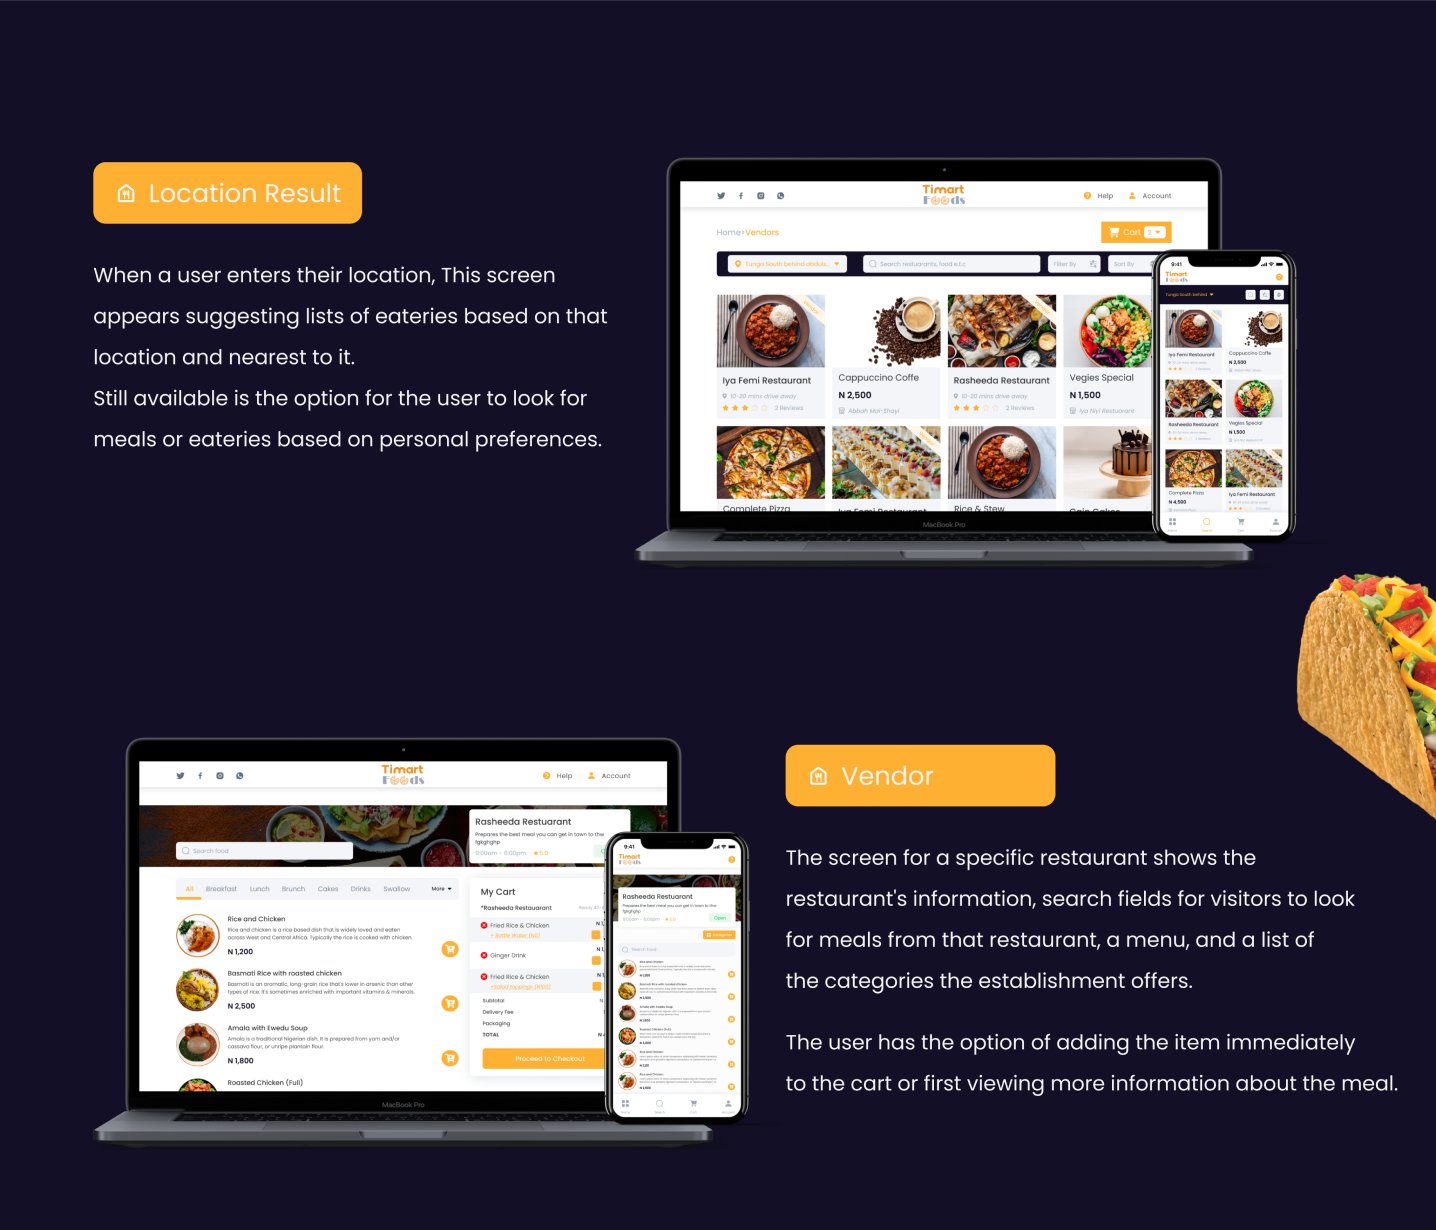 Location Result
When a user enters their location, This screen
appears suggesting lists of eateries based on that
location and nearest to it.
Still available is the option for the user to look for
meals or eateries based on personal preferences.
Timart
Foods
Help
Account
Home>Vendors
Cart 2
Tunga South behind abdub...
Search restuarants, food e.t.c
Filter By
Sort By
Iya Femi Restaurant
10-20 mins drive away
2 Reviews
Cappuccino Coffe
N 2,500
Abbah Mai-Shayi
Rasheeda Restaurant
10-20 mins drive away
2 Reviews
Vegies Special
N 1,500
Iya Niyi Restuarant
Complete Pizza
Iya Femi Restaurant
Rice & Stew
Cain Cakes
MacBook Pro
9:41
Timart
Foods
Tunga South behind
Iya Femi Restaurant
Cappuccino Coffe
N 2,500
Rasheeda Restaurant
Vegies Special
N 1,500
Complete Pizza
N 4,500
Iya Femi Restaurant
Timart
Foods
Help
Account
Search food
Rasheeda Restuarant
Prepares the best meal you can get in town to the
fgkghghp
9:00am - 8:00pm
5.0
All
Breakfast
Lunch
Brunch
Cakes
Drinks
Swallow
More
Rice and Chicken
Rice and chicken is a rice based dish that is widely loved and eaten
across West and Central Africa. Typically the rice is cooked with chicken.
N 1,200
Basmati Rice with roasted chicken
Basmati is an aromatic, long-grain rice that's lower in arsenic than other
types of rice. It's sometimes enriched with important vitamins & minerals.
N 2,500
Amala with Ewedu Soup
Amala is a traditional Nigerian dish. It is prepared from yam and/or
cassava flour, or unripe plantain flour.
N 1,800
Roasted Chicken (Full)
My Cart
*Rasheeda Restauarant
Fried Rice & Chicken
Ginger Drink
Fried Rice & Chicken
Subtotal
Delivery Fee
Packaging
TOTAL
Proceed to Checkout
MacBook Pro
9:41
Timart
Foods
Rasheeda Restuarant
Prepares the best meal you can get in town to the
fgkghghp
9:00am - 8:00pm
5.0
Open
Categories
Search food
Vendor
The screen for a specific restaurant shows the
restaurant's information, search fields for visitors to look
for meals from that restaurant, a menu, and a list of
the categories the establishment offers.
The user has the option of adding the item immediately
to the cart or first viewing more information about the meal.